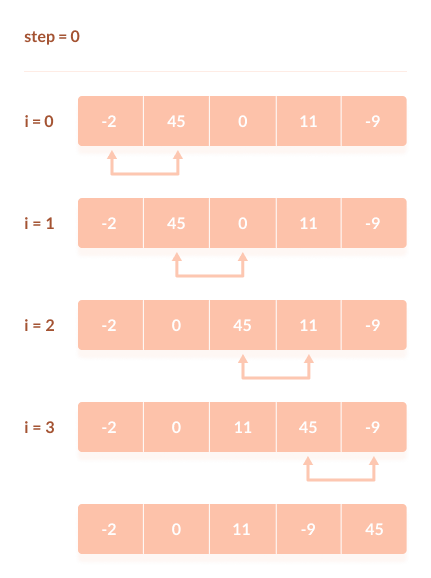 step = 0
i = 0 -2 45 0 11 -9
i = 1 -2 45 0 11 -9
i = 2 -2 0 45 11 -9
i = 3 -2 0 11 45 -9
-2 0 11 -9 45